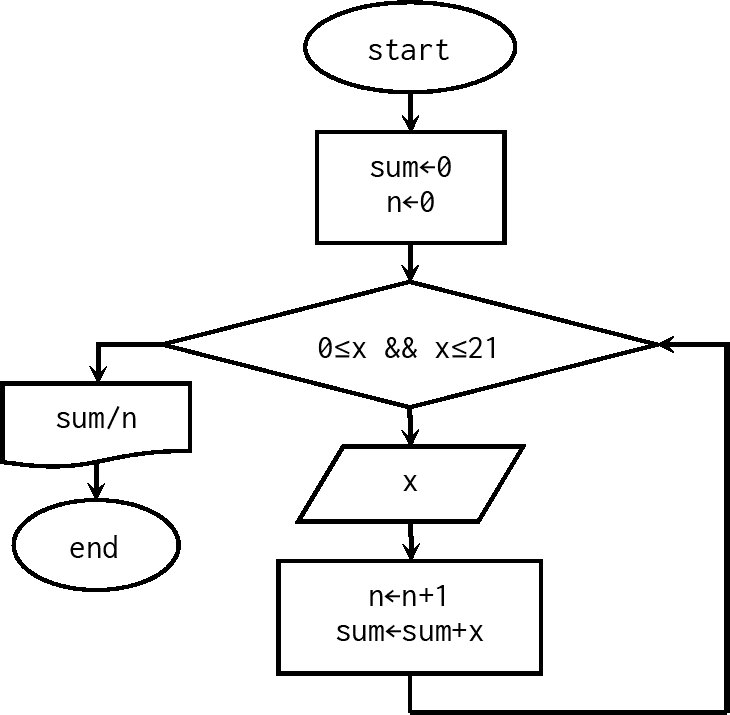 start
sum←0
n←0
0≤x && x≤21
sum/n
x
end
n←n+1
sum←sum+x